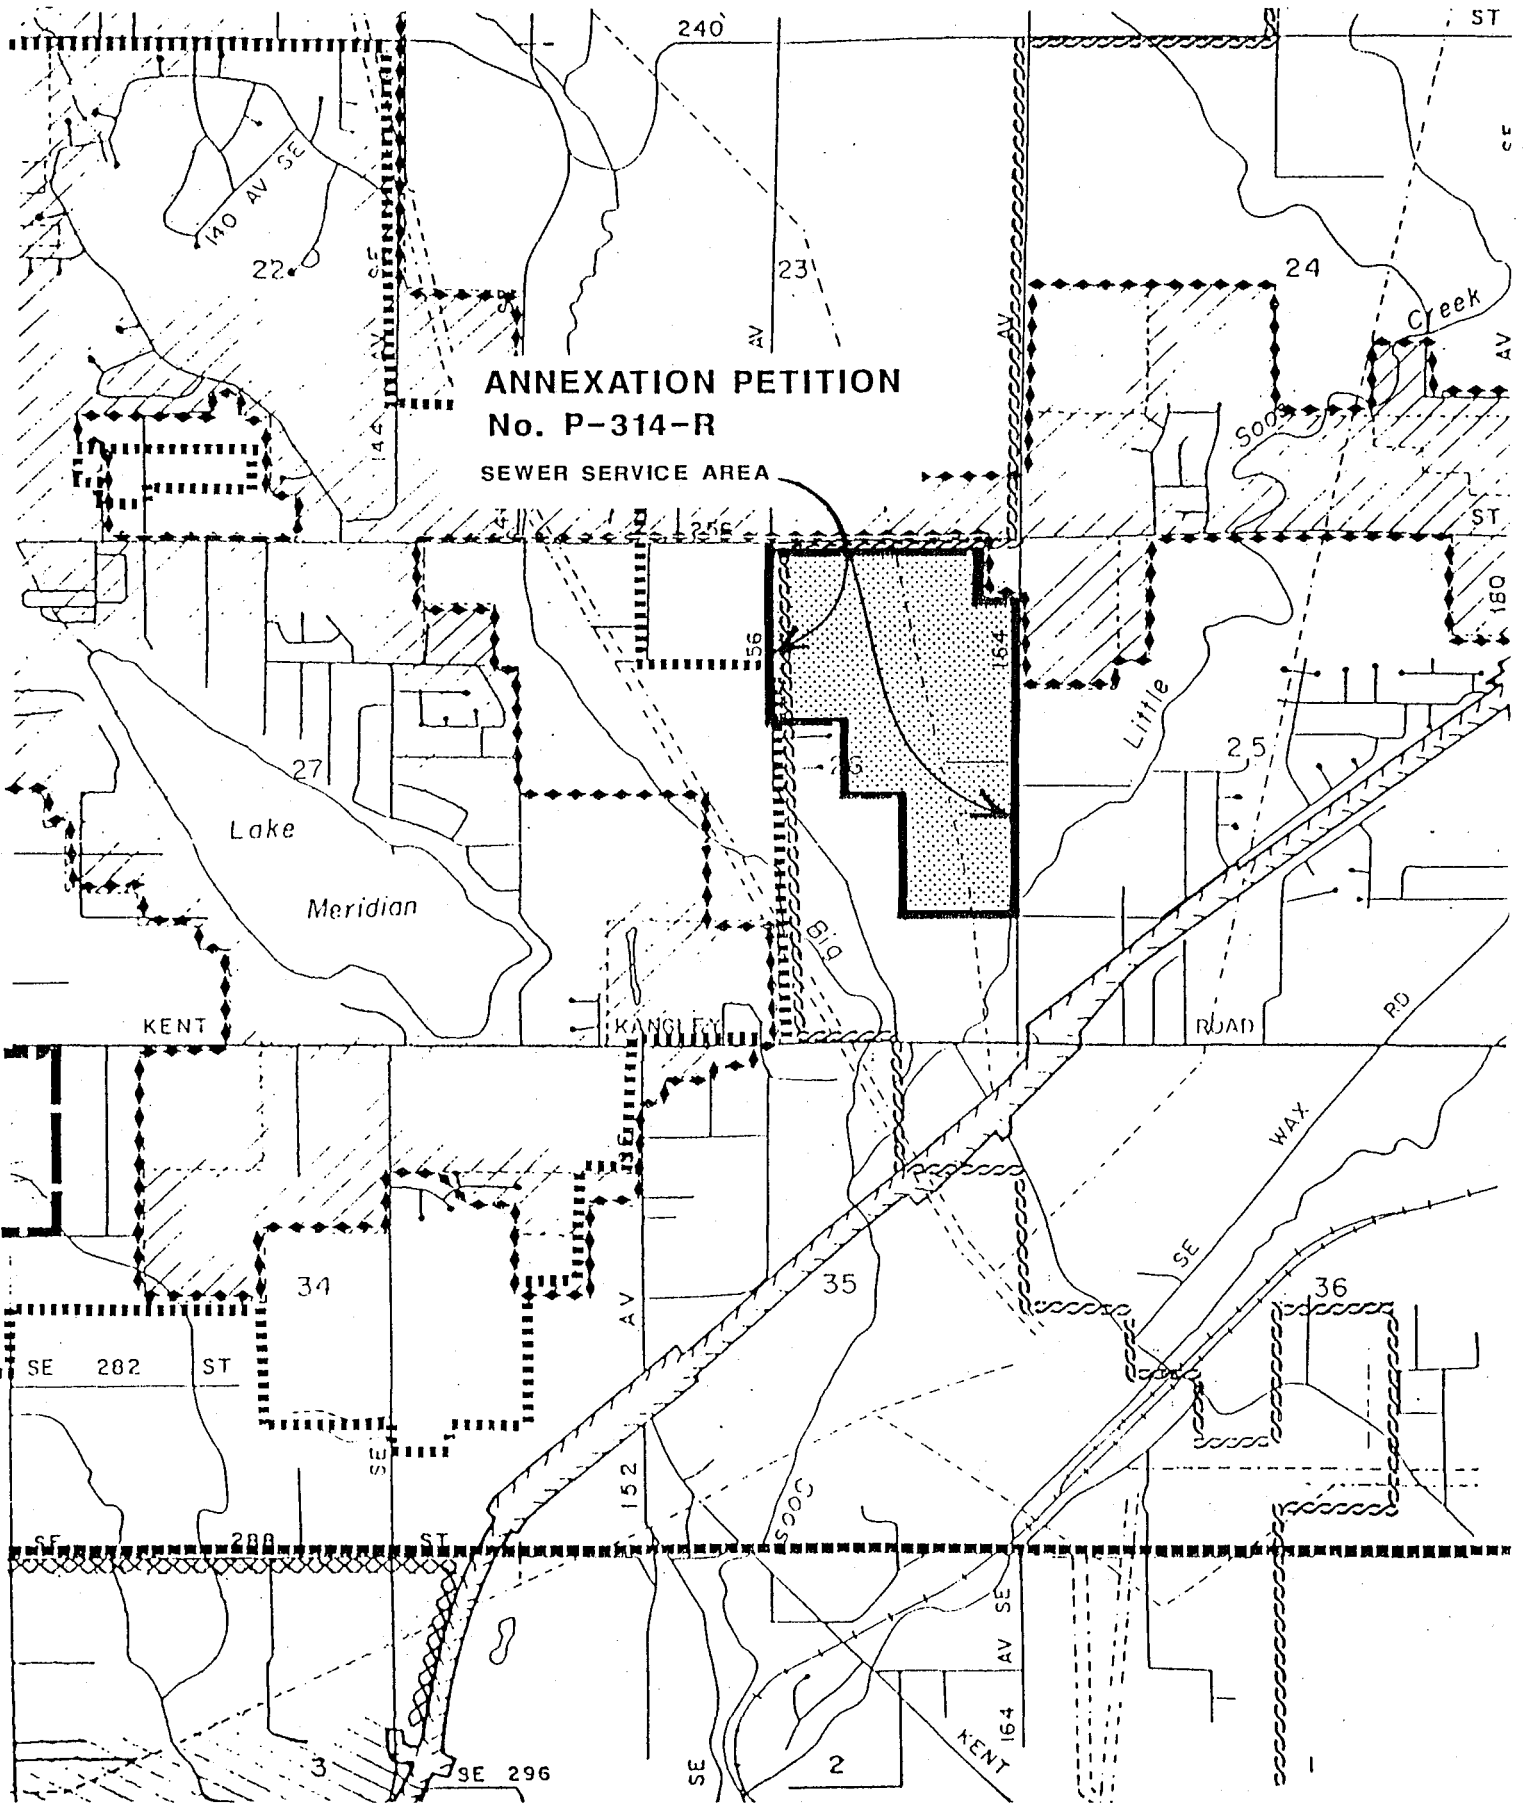 240
ST
140 AV SE
22
SE
23
24
Creek
AV
AV
AV
AV
ANNEXATION PETITION
No. P-314-R
144
SEWER SERVICE AREA
Soos
256
ST
180
56
164
Little
27
25
26
Lake
Meridian
Big
KENT
KANGLEY
ROAD
RD
WAX
SE
34
35
36
AV
SE 282 ST
SE
152
Soos
SE 288 ST
SE
AV
164
KENT
3
SE 296
SE
2
1